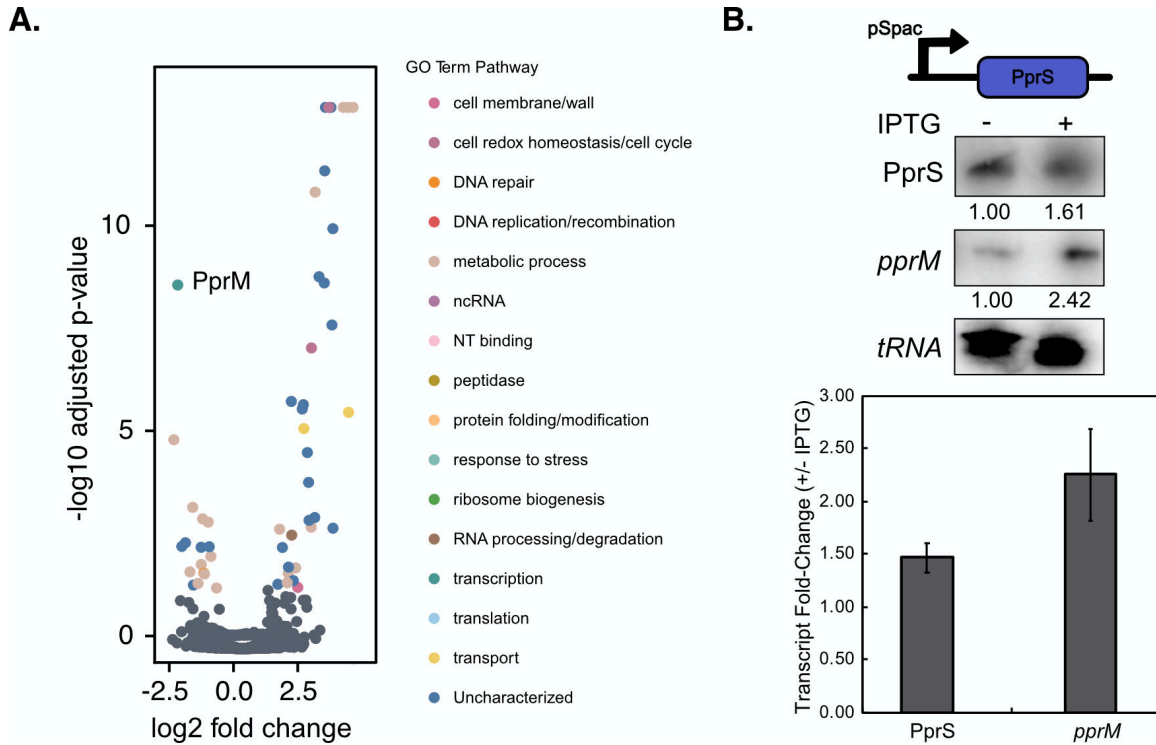 A.
GO Term Pathway
cell membrane/wall
cell redox homeostasis/cell cycle
DNA repair
DNA replication/recombination
metabolic process
ncRNA
NT binding
peptidase
protein folding/modification
response to stress
ribosome biogenesis
RNA processing/degradation
transcription
translation
transport
Uncharacterized
PprM
-log10 adjusted p-value
10
5
0
-2.5 0.0 2.5
log2 fold change
B.
pSpac
PprS
IPTG - +
PprS
1.00 1.61
pprM
1.00 2.42
tRNA
Transcript Fold-Change (+/- IPTG)
3.00
2.50
2.00
1.50
1.00
0.50
0.00
PprS pprM